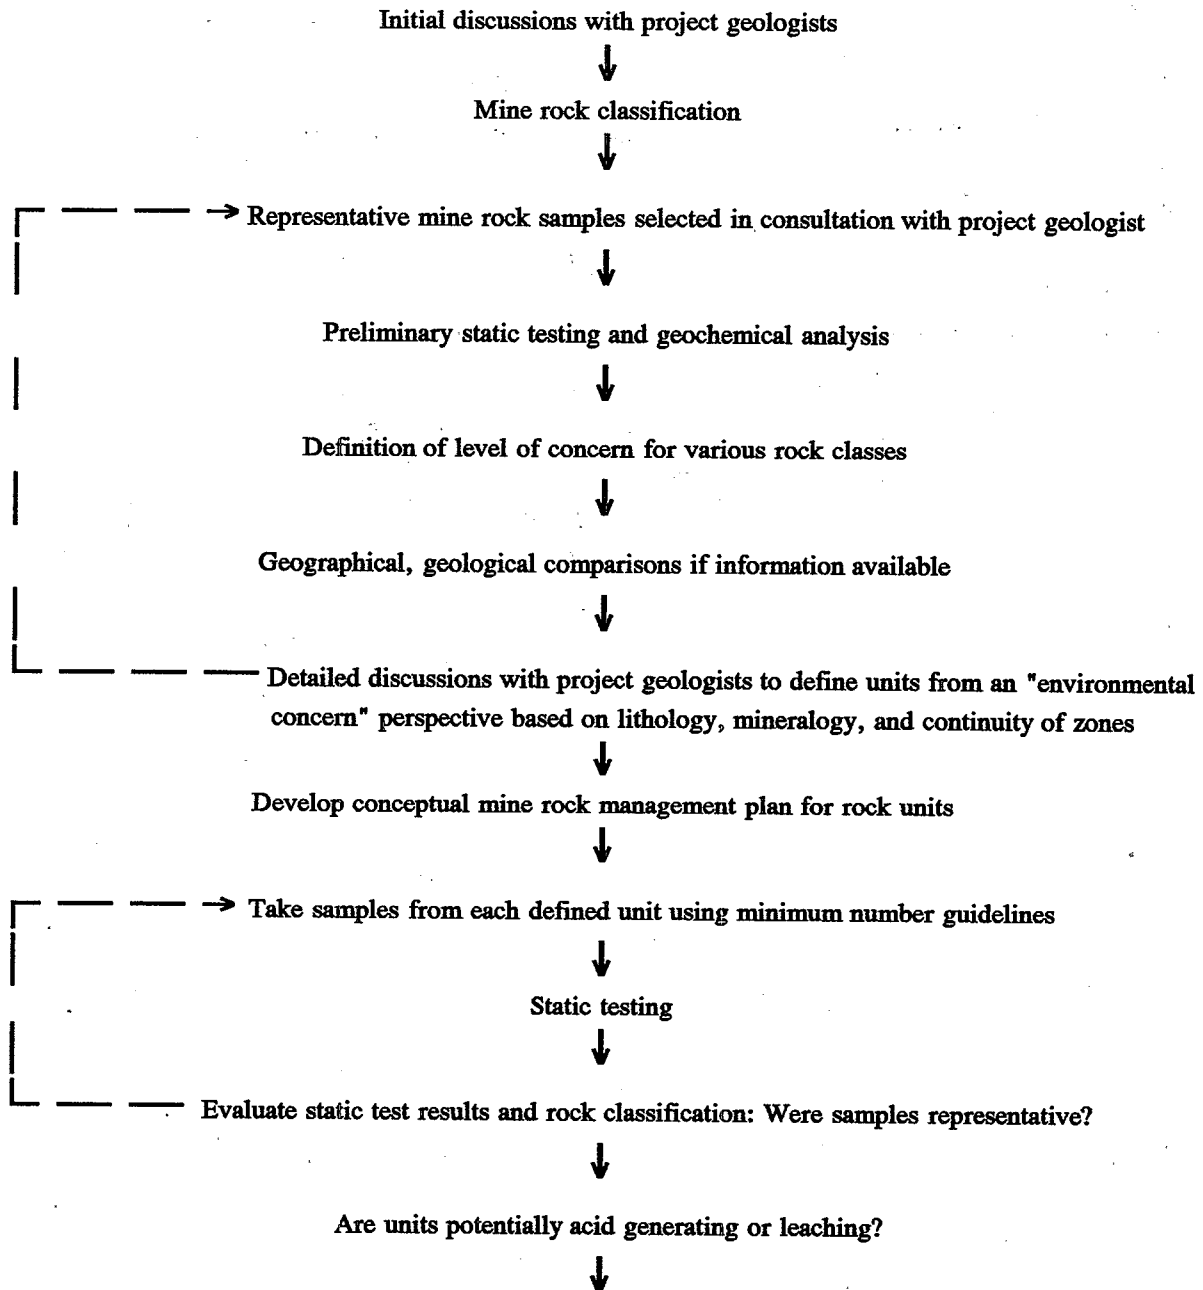 Initial discussions with project geologists
Mine rock classification
Representative mine rock samples selected in consultation with project geologist
Preliminary static testing and geochemical analysis
Definition of level of concern for various rock classes
Geographical, geological comparisons if information available
Detailed discussions with project geologists to define units from an "environmental
concern" perspective based on lithology, mineralogy, and continuity of zones
Develop conceptual mine rock management plan for rock units
Take samples from each defined unit using minimum number guidelines
Static testing
Evaluate static test results and rock classification: Were samples representative?
Are units potentially acid generating or leaching?